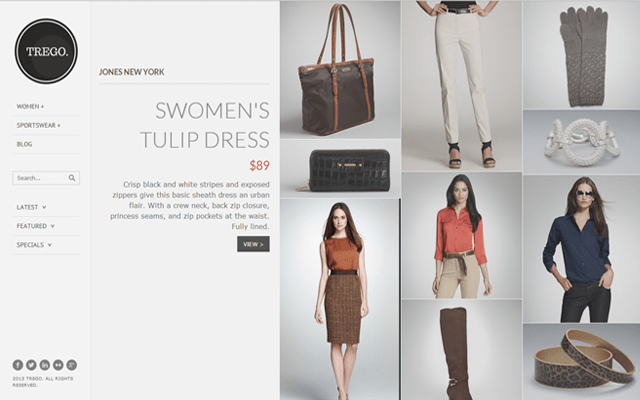 TREGO.
WOMEN +
SPORTSWEAR +
BLOG
Search...
LATEST
FEATURED
SPECIALS
2013 TREGO. ALL RIGHTS
RESERVED.
JONES NEW YORK
SWOMEN'S
TULIP DRESS
$89
Crisp black and white stripes and exposed
zippers give this basic sheath dress an urban
flair. With a crew neck, back zip closure,
princess seams, and zip pockets at the waist.
Fully lined.
VIEW >